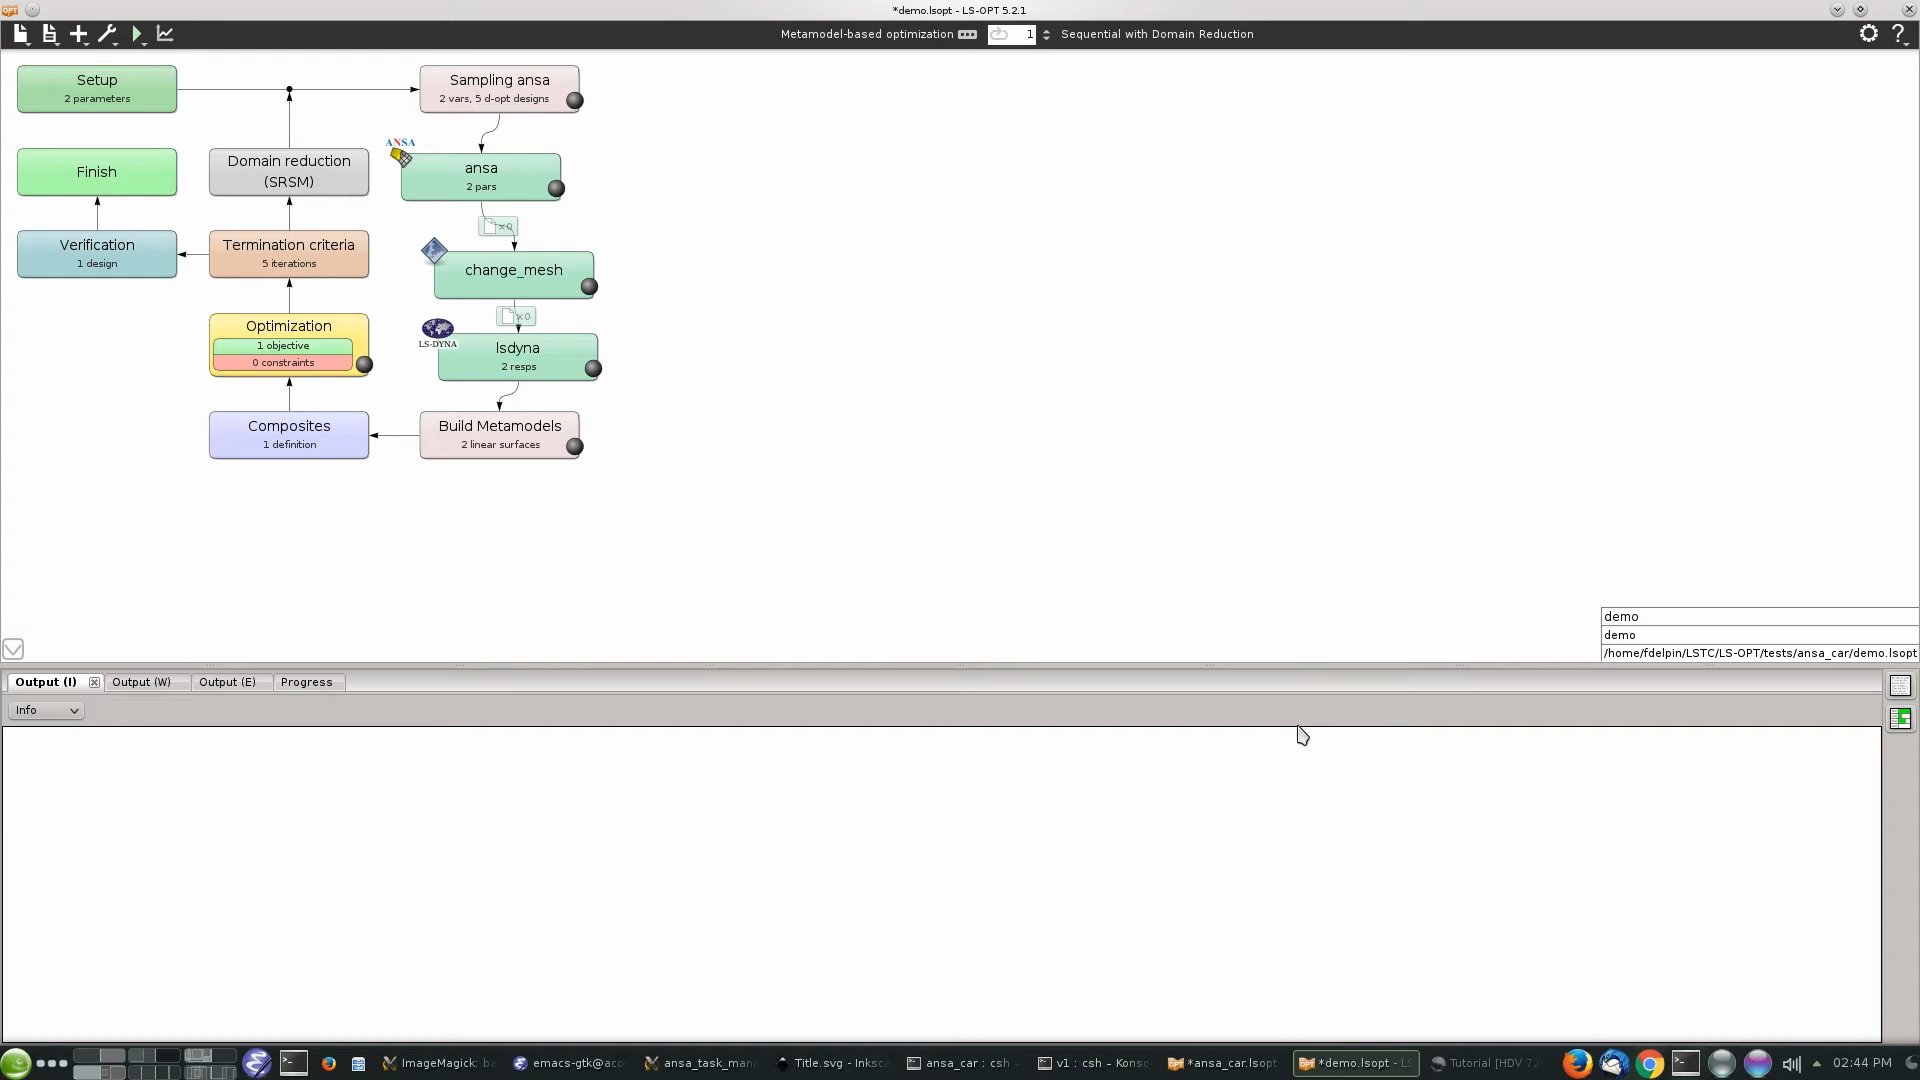 *demo.lsopt - LS-OPT 5.2.1
Metamodel-based optimization
1
Sequential with Domain Reduction
Setup
2 parameters
Sampling ansa
2 vars, 5 d-opt designs
ANSA
ansa
2 pars
Finish
Domain reduction
(SRSM)
×0
Verification
1 design
Termination criteria
5 iterations
change_mesh
×0
Optimization
1 objective
0 constraints
LS-DYNA
lsdyna
2 resps
Composites
1 definition
Build Metamodels
2 linear surfaces
demo
demo
/home/fdelpin/LSTC/LS-OPT/tests/ansa_car/demo.lsopt
Output (I)
Output (W)
Output (E)
Progress
Info
ImageMagick: ba
emacs-gtk@aco
ansa_task_man
Title.svg - Inksc
ansa_car : csh
v1 : csh - Konso
*ansa_car.lsopt
*demo.lsopt - L
Tutorial [HDV 72
02:44 PM